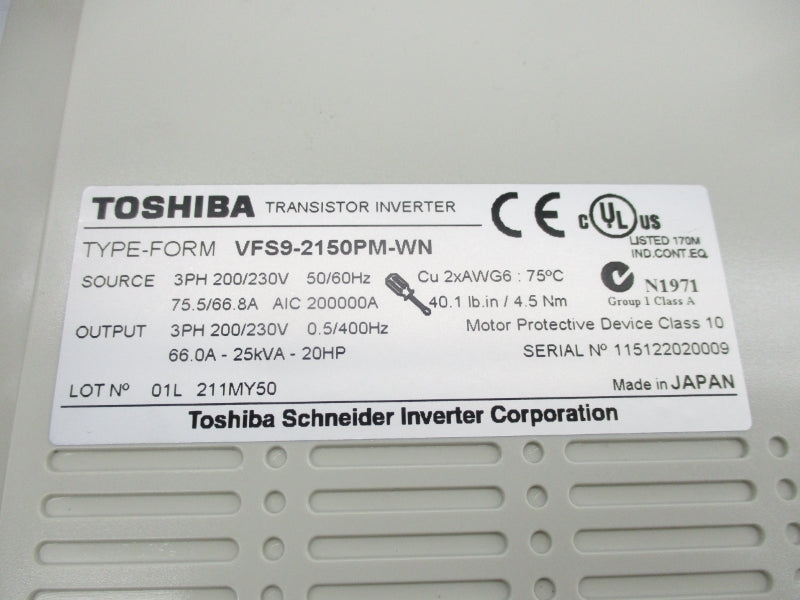 TOSHIBA TRANSISTOR INVERTER CE c UL US
LISTED 170M
IND.CONT.EQ.
TYPE-FORM VFS9-2150PM-WN
SOURCE 3PH 200/230V 50/60Hz Cu 2xAWG6 : 75ºC
75.5/66.8A AIC 200000A 40.1 lb.in / 4.5 Nm
N1971
Group 1 Class A
OUTPUT 3PH 200/230V 0.5/400Hz Motor Protective Device Class 10
66.0A - 25kVA - 20HP SERIAL Nº 115122020009
LOT Nº 01L 211MY50 Made in JAPAN
Toshiba Schneider Inverter Corporation